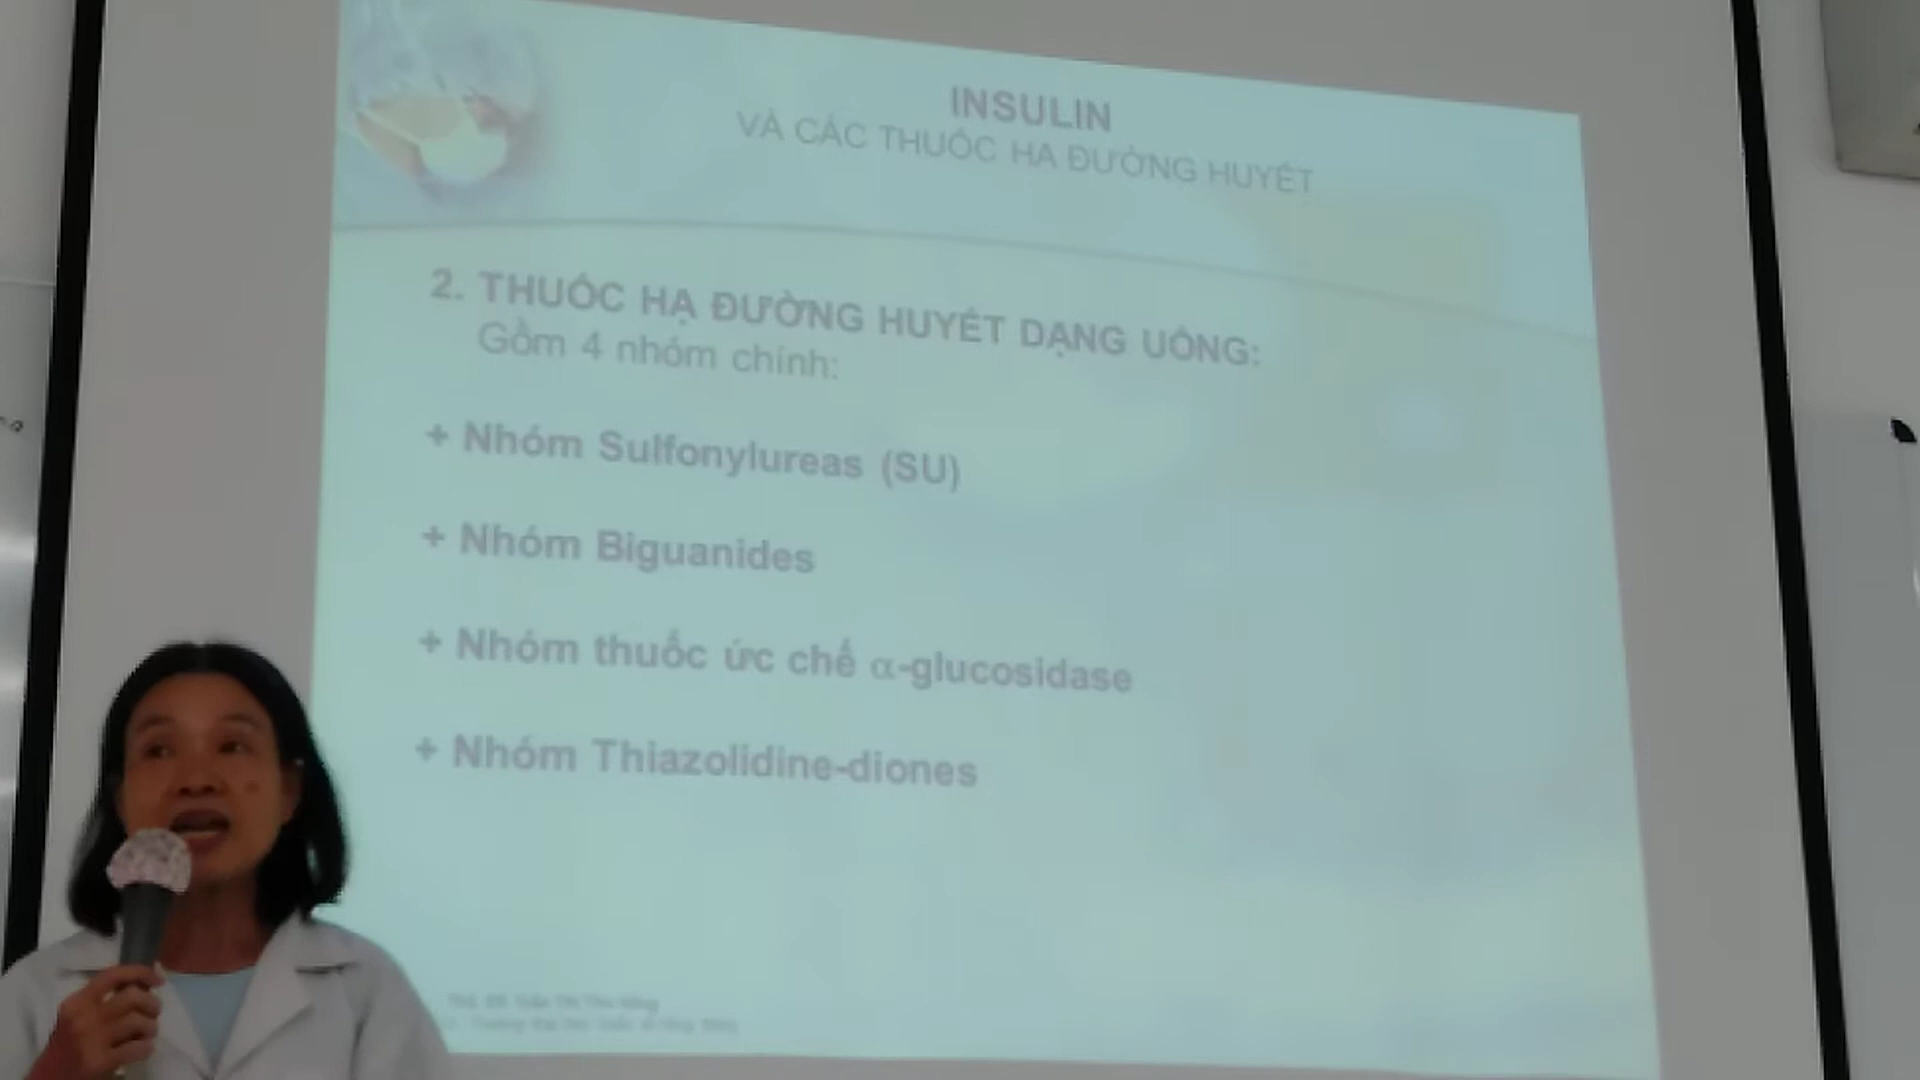 INSULIN
VÀ CÁC THUỐC HẠ ĐƯỜNG HUYẾT
2. THUỐC HẠ ĐƯỜNG HUYẾT DẠNG UỐNG:
Gồm 4 nhóm chính:
+ Nhóm Sulfonylureas (SU)
+ Nhóm Biguanides
+ Nhóm thuốc ức chế α-glucosidase
+ Nhóm Thiazolidine-diones